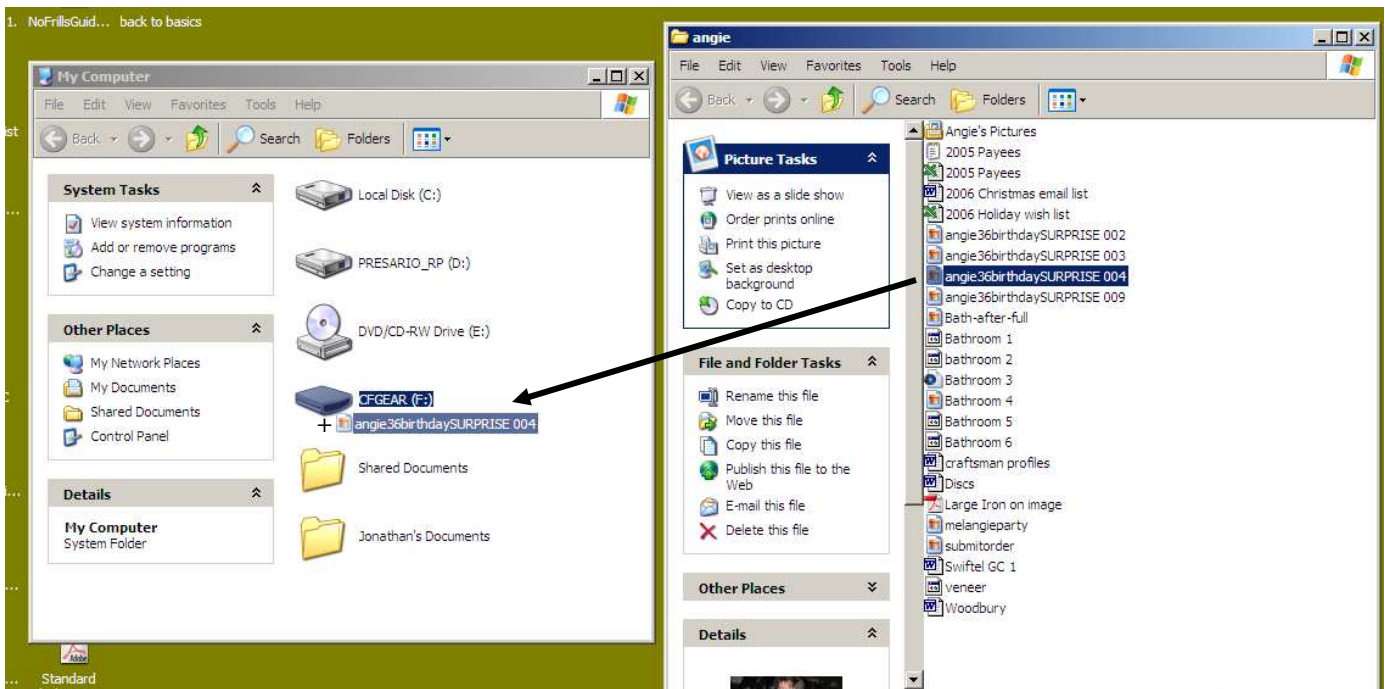 1. NoFrillsGuid... back to basics
My Computer
File Edit View Favorites Tools Help
Back Search Folders
System Tasks
View system information
Add or remove programs
Change a setting
Other Places
My Network Places
My Documents
Shared Documents
Control Panel
Details
My Computer
System Folder
Local Disk (C:)
PRESARIO_RP (D:)
DVD/CD-RW Drive (E:)
CFGEAR (F:)
angie36birthdaySURPRISE 004
Shared Documents
Jonathan's Documents
Adobe
Standard
angie
File Edit View Favorites Tools Help
Back Search Folders
Picture Tasks
View as a slide show
Order prints online
Print this picture
Set as desktop
background
Copy to CD
File and Folder Tasks
Rename this file
Move this file
Copy this file
Publish this file to the
Web
E-mail this file
Delete this file
Other Places
Details
Angie's Pictures
2005 Payees
2005 Payees
2006 Christmas email list
2006 Holiday wish list
angie36birthdaySURPRISE 002
angie36birthdaySURPRISE 003
angie36birthdaySURPRISE 004
angie36birthdaySURPRISE 009
Bath-after-full
Bathroom 1
bathroom 2
Bathroom 3
Bathroom 4
Bathroom 5
Bathroom 6
craftsman profiles
Discs
Large Iron on image
melangieparty
submitorder
Swiftel GC 1
veneer
Woodbury